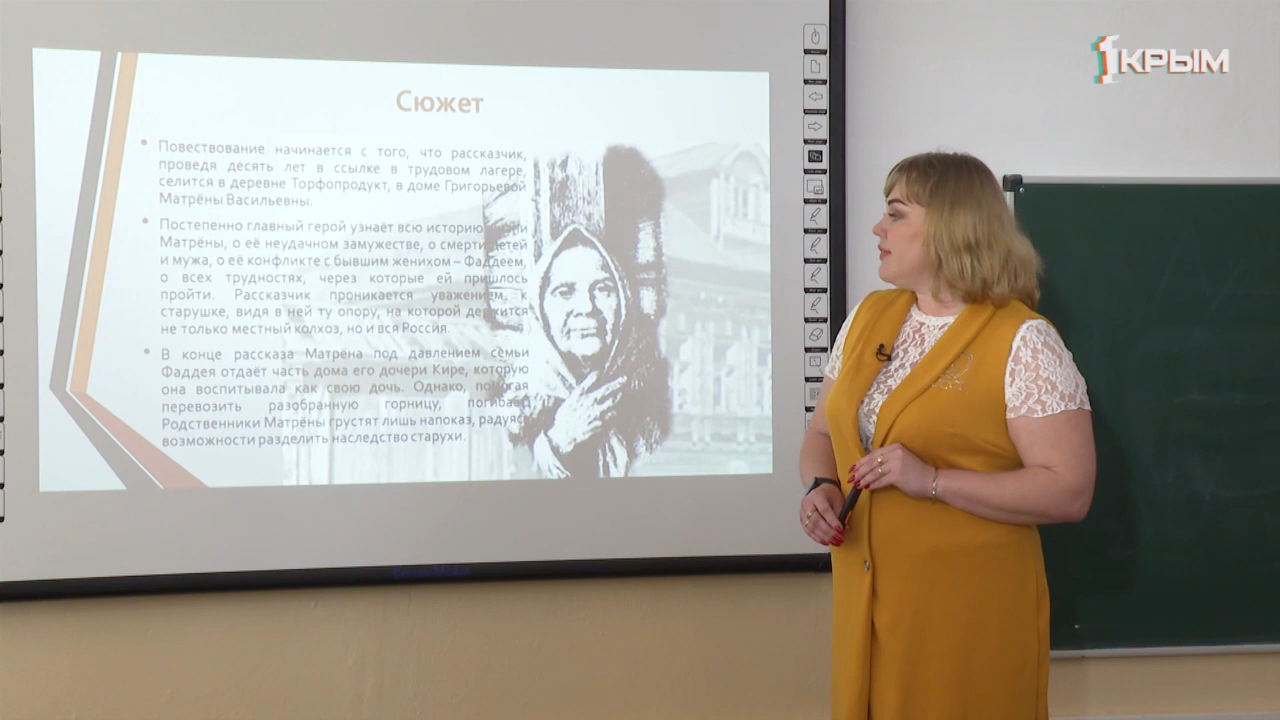 1КРЫМ
Сюжет
Повествование начинается с того, что рассказчик,
проведя десять лет в ссылке в трудовом лагере,
селится в деревне Торфопродукт, в доме Григорьевой
Матрёны Васильевны.
Постепенно главный герой узнаёт всю историю жизни
Матрёны, о её неудачном замужестве, о смерти детей
и мужа, о её конфликте с бывшим женихом – Фаддеем,
о всех трудностях, через которые ей пришлось
пройти. Рассказчик проникается уважением к
старушке, видя в ней ту опору, на которой держится
не только местный колхоз, но и вся Россия.
В конце рассказа Матрёна под давлением семьи
Фаддея отдаёт часть дома его дочери Кире, которую
она воспитывала как свою дочь. Однако, помогая
перевозить разобранную горницу, погибает.
Родственники Матрёны грустят лишь напоказ, радуясь
возможности разделить наследство старухи.